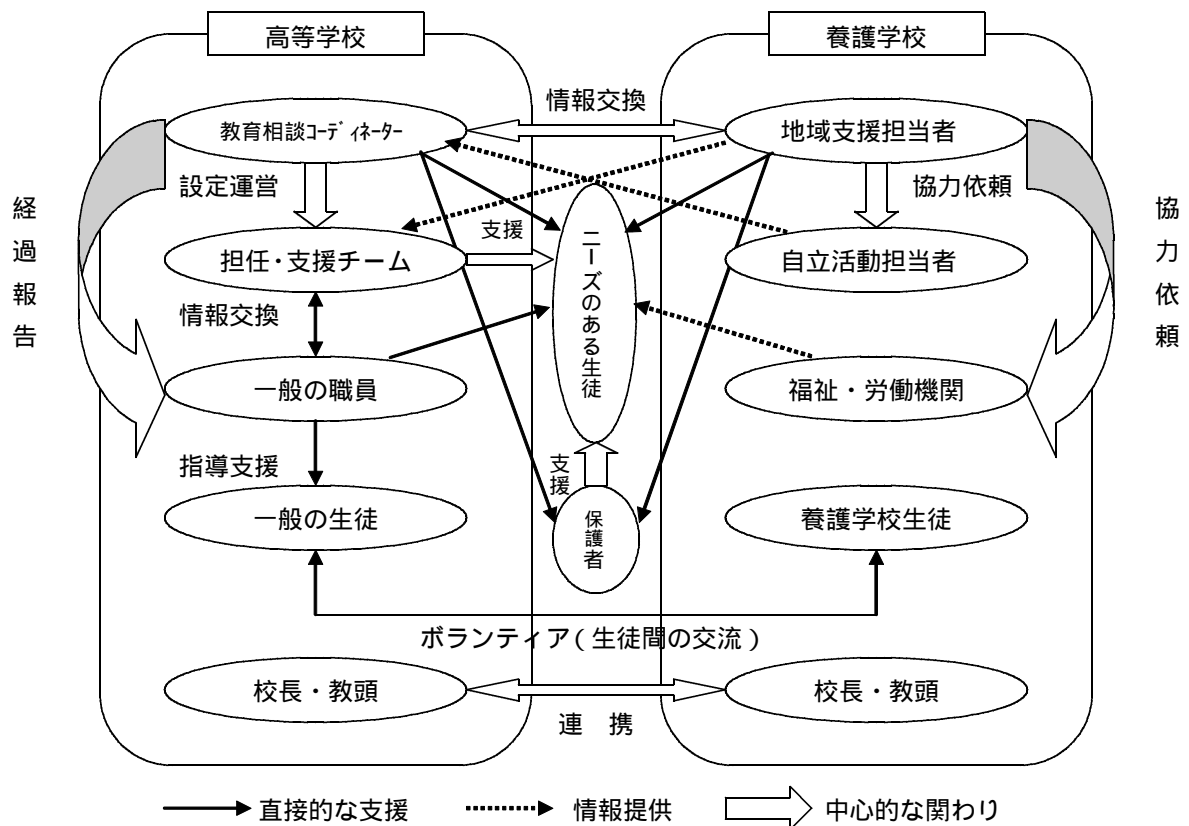 高等学校
養護学校
情報交換
教育相談ｺｰﾃﾞｨﾈｰﾀｰ
地域支援担当者
設定運営
協力依頼
経過報告
協力依頼
支援
担任・支援チーム
自立活動担当者
ニーズのある生徒
情報交換
一般の職員
福祉・労働機関
指導支援
支援
一般の生徒
保護者
養護学校生徒
ボランティア(生徒間の交流)
校長・教頭
校長・教頭
連　携
直接的な支援
情報提供
中心的な関わり